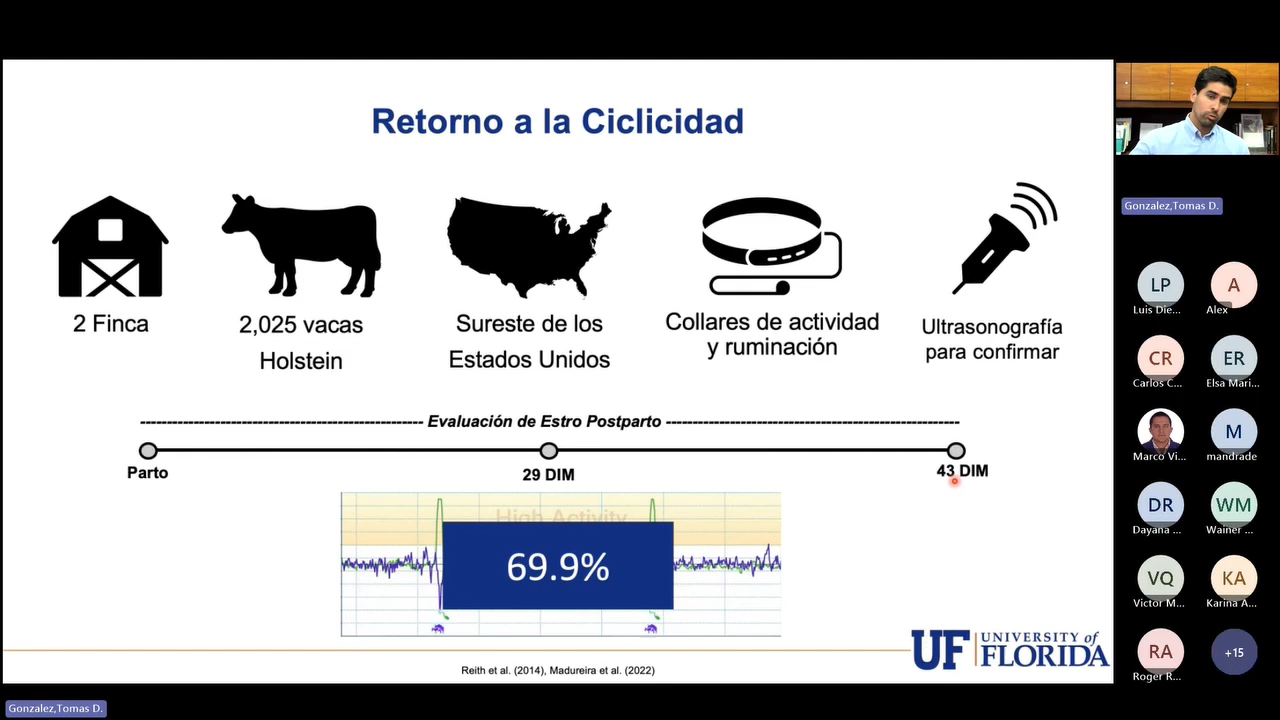 Retorno a la Ciclicidad
2 Finca
2,025 vacas
Holstein
Sureste de los
Estados Unidos
Collares de actividad
y ruminación
Ultrasonografía
para confirmar
Evaluación de Estro Postparto
Parto
29 DIM
43 DIM
High Activity
69.9%
Reith et al. (2014), Madureira et al. (2022)
UF UNIVERSITY of
FLORIDA
Gonzalez,Tomas D.
Gonzalez,Tomas D.
LP
Luis Die...
A
Alex
CR
Carlos C...
ER
Elsa Mari...
Marco Vi...
M
mandrade
DR
Dayana ...
WM
Wainer ...
VQ
Victor M...
KA
Karina A...
RA
Roger R...
+15